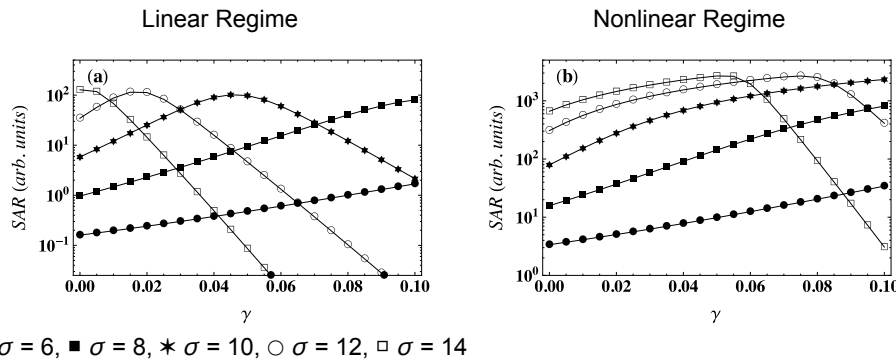 Linear Regime
Nonlinear Regime
(a)
SAR (arb. units)
10²
10¹
10⁰
10⁻¹
0.00 0.02 0.04 0.06 0.08 0.10
γ
(b)
SAR (arb. units)
10³
10²
10¹
10⁰
0.00 0.02 0.04 0.06 0.08 0.10
γ
σ = 6, ■ σ = 8, ✶ σ = 10, ○ σ = 12, □ σ = 14